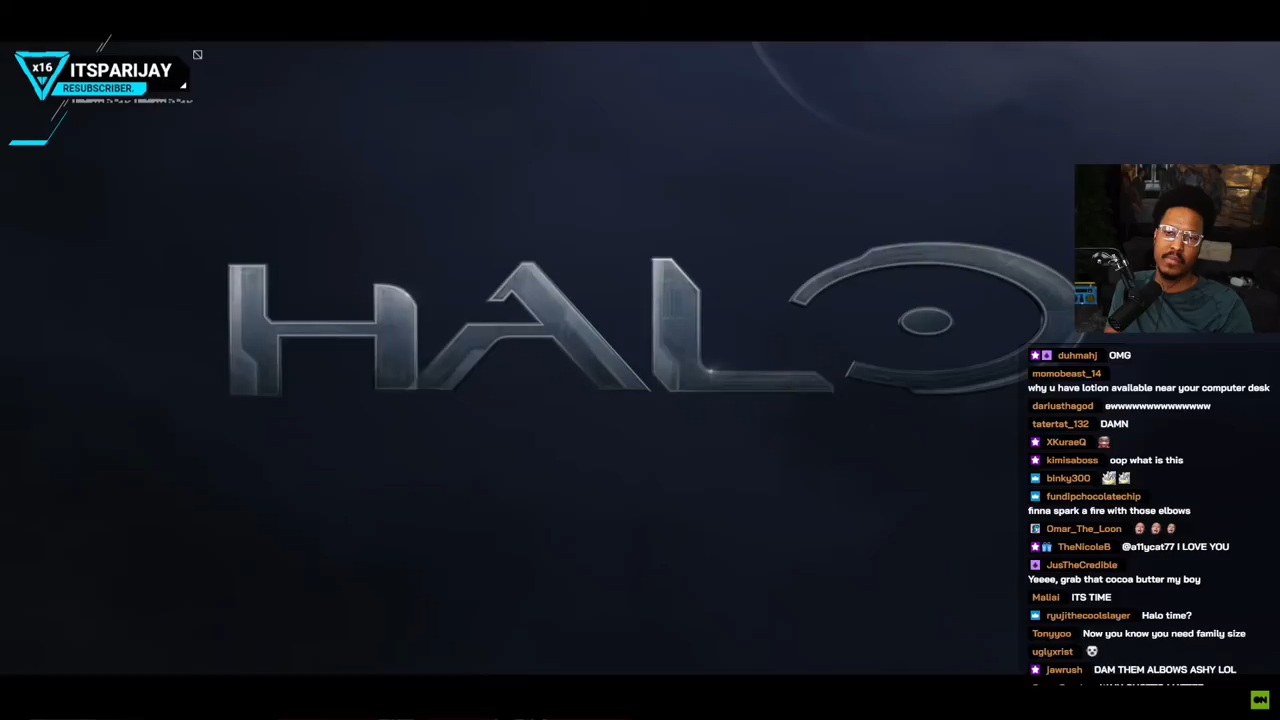 x16
ITSPARIJAY
RESUBSCRIBER.
HALO
duhmahj OMG
momobeast_14
why u have lotion available near your computer desk
dariusthagod ewwwwwwwwwwwwww
tatertat_132 DAMN
XKuraeQ
kimisaboss oop what is this
binky300
fundipchocolatechip
finna spark a fire with those elbows
Omar_The_Loon
TheNicoleB @a11ycat77 I LOVE YOU
JusTheCredible
Yeeee, grab that cocoa butter my boy
Maliai ITS TIME
ryujithecoolslayer Halo time?
Tonyyoo Now you know you need family size
uglyxrist
jawrush DAM THEM ALBOWS ASHY LOL
ON